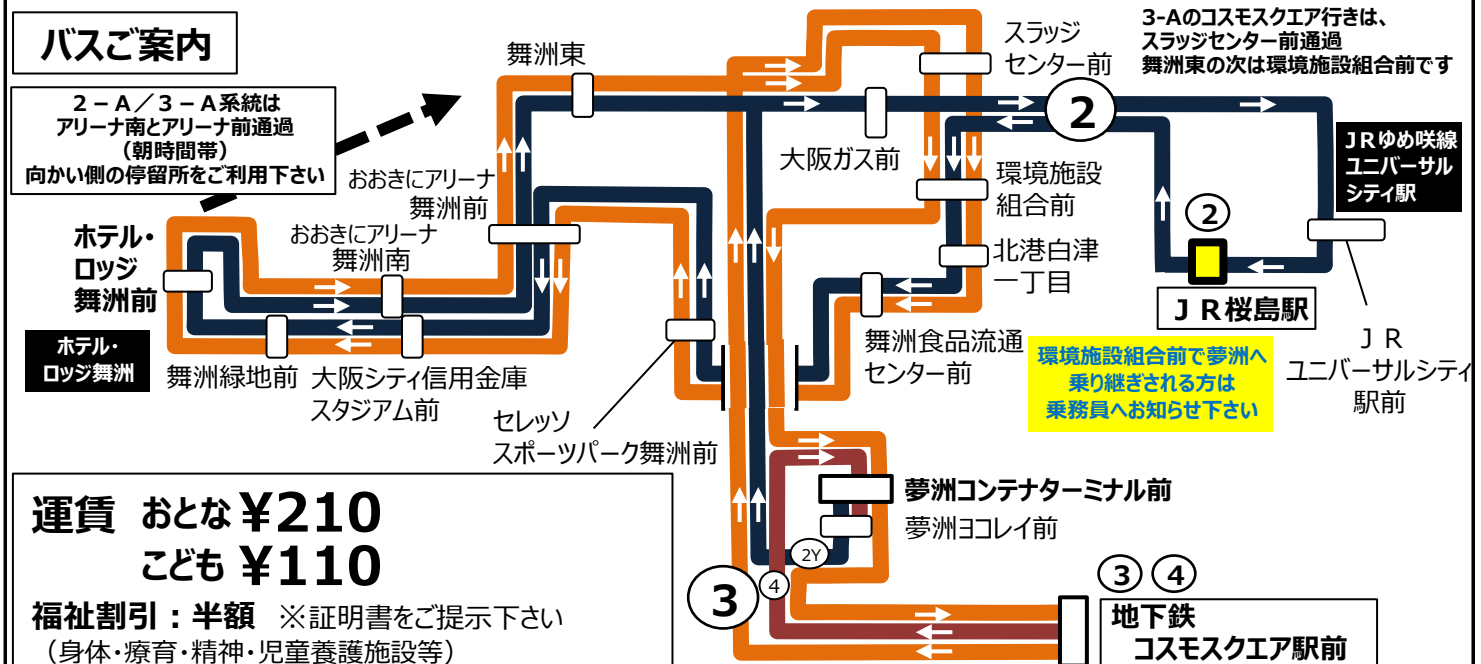 バスご案内
2-A/3-A系統は
アリーナ南とアリーナ前通過
(朝時間帯)
向かい側の停留所をご利用下さい
舞洲東
スラッジ
センター前
3-Aのコスモスクエア行きは、
スラッジセンター前通過
舞洲東の次は環境施設組合前です
②
大阪ガス前
JRゆめ咲線
ユニバーサル
シティ駅
おおきにアリーナ
舞洲前
環境施設
組合前
②
ホテル・
ロッジ
舞洲前
おおきにアリーナ
舞洲南
北港白津
一丁目
JR桜島駅
ホテル・
ロッジ舞洲
舞洲緑地前
大阪シティ信用金庫
スタジアム前
セレッソ
スポーツパーク舞洲前
舞洲食品流通
センター前
環境施設組合前で夢洲へ
乗り継ぎされる方は
乗務員へお知らせ下さい
JR
ユニバーサルシティ
駅前
運賃 おとな¥210
こども¥110
福祉割引:半額 ※証明書をご提示下さい
(身体・療育・精神・児童養護施設等)
夢洲コンテナターミナル前
夢洲ヨコレイ前
2Y
③
④
③④
地下鉄
コスモスクエア駅前